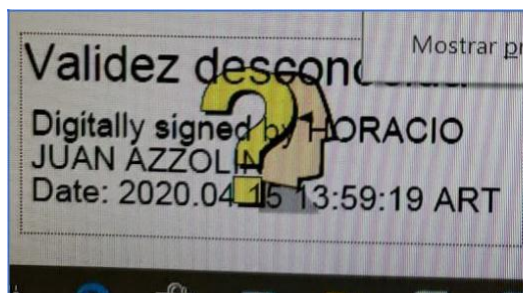 Mostrar
Validez
Digitally signed by HORACIO
JUAN AZZOLIN
Date: 2020.04.15 13:59:19 ART